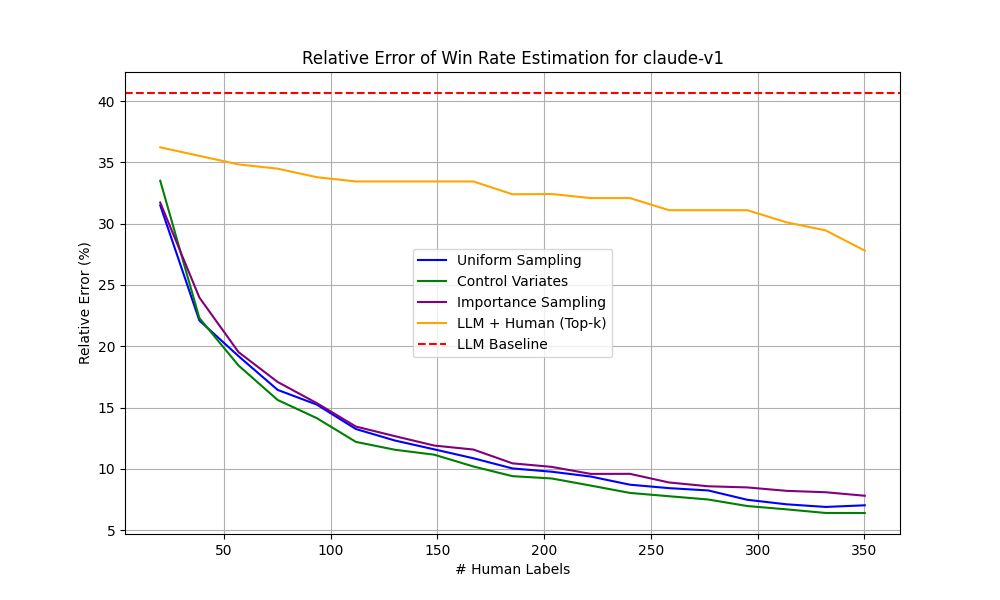 Relative Error of Win Rate Estimation for claude-v1
Relative Error (%)
40
35
30
25
20
15
10
5
Uniform Sampling
Control Variates
Importance Sampling
LLM + Human (Top-k)
LLM Baseline
50 100 150 200 250 300 350
# Human Labels